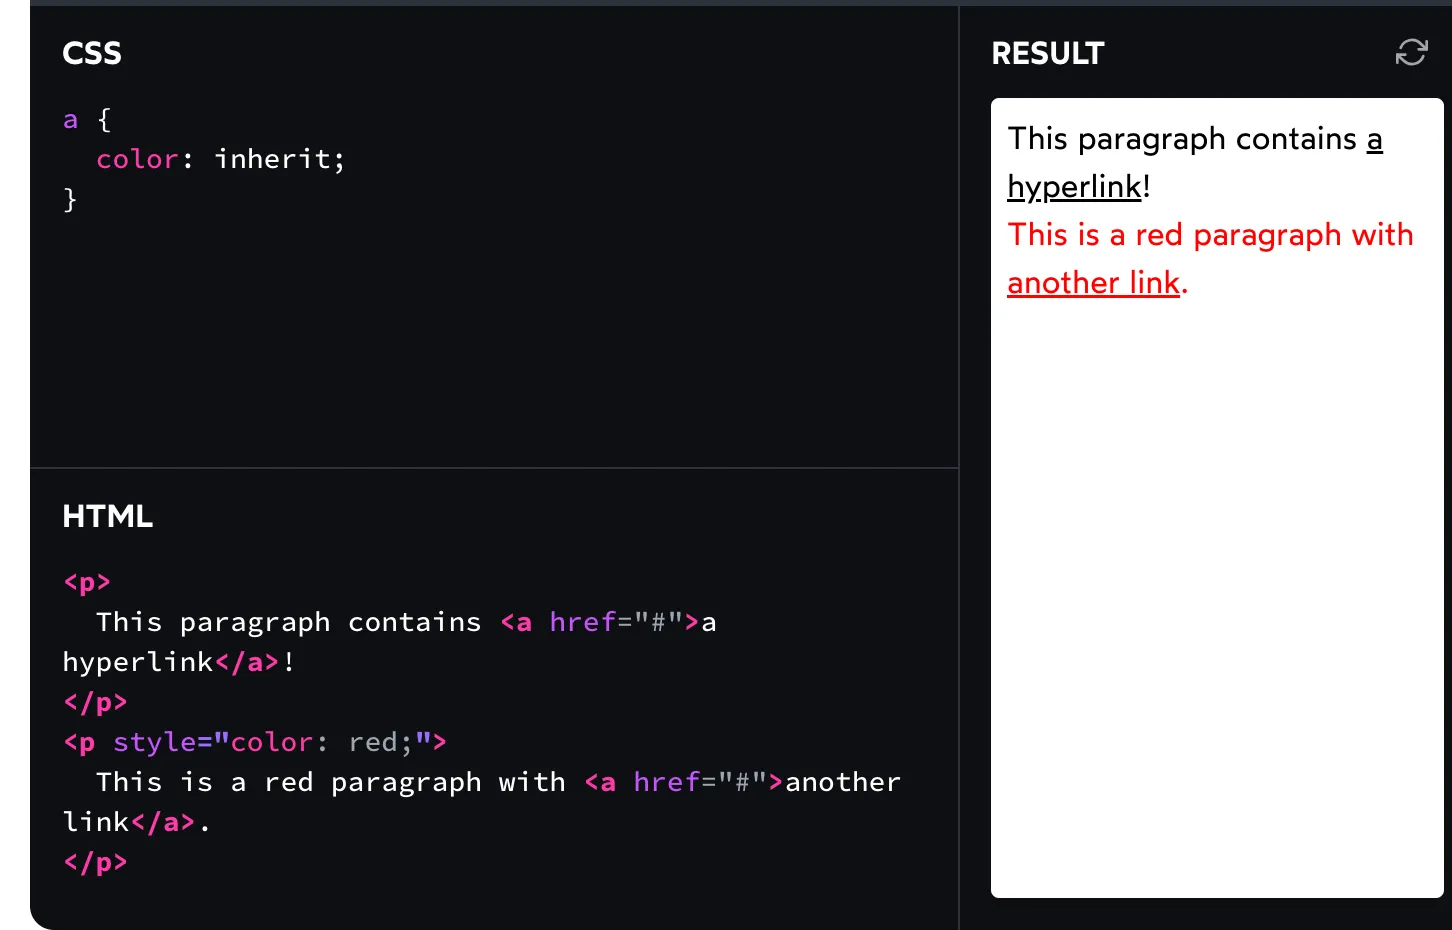 CSS
a {
  color: inherit;
}
HTML
<p>
  This paragraph contains <a href="#">a
hyperlink</a>!
</p>
<p style="color: red;">
  This is a red paragraph with <a href="#">another
link</a>.
</p>
RESULT
This paragraph contains a
hyperlink!
This is a red paragraph with
another link.